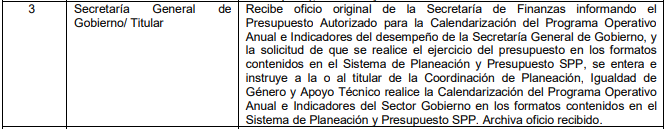 3
Secretaría General de
Gobierno/ Titular
Recibe oficio original de la Secretaría de Finanzas informando el
Presupuesto Autorizado para la Calendarización del Programa Operativo
Anual e Indicadores del desempeño de la Secretaría General de Gobierno, y
la solicitud de que se realice el ejercicio del presupuesto en los formatos
contenidos en el Sistema de Planeación y Presupuesto SPP, se entera e
instruye a la o al titular de la Coordinación de Planeación, Igualdad de
Género y Apoyo Técnico realice la Calendarización del Programa Operativo
Anual e Indicadores del Sector Gobierno en los formatos contenidos en el
Sistema de Planeación y Presupuesto SPP. Archiva oficio recibido.